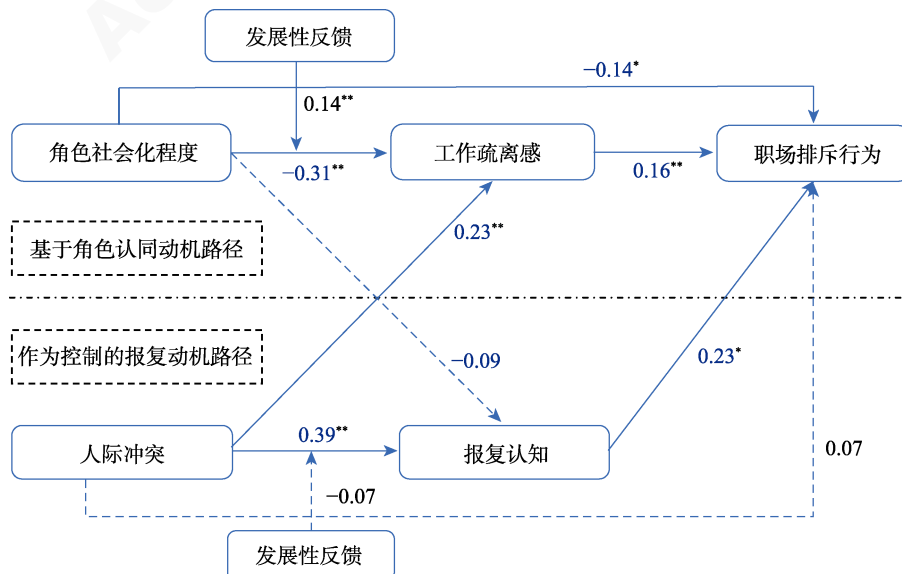 发展性反馈
−0.14*
0.14**
角色社会化程度
工作疏离感
职场排斥行为
−0.31**
0.16**
0.23**
基于角色认同动机路径
作为控制的报复动机路径
−0.09
0.23*
人际冲突
0.39**
报复认知
0.07
−0.07
发展性反馈